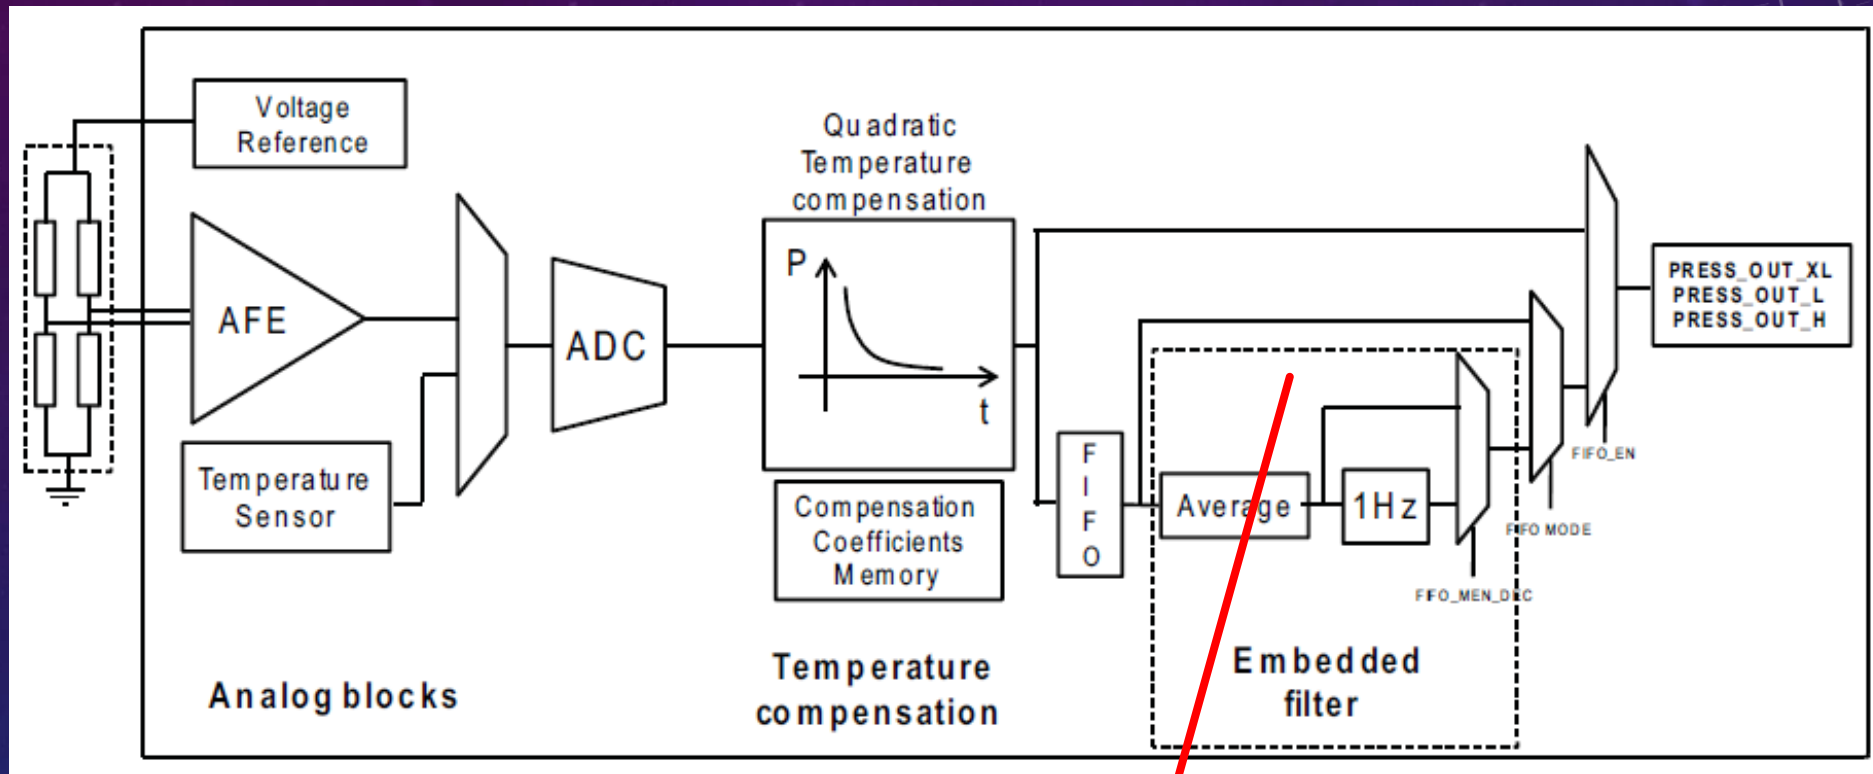 Voltage
Reference
AFE
Temperature
Sensor
ADC
Quadratic
Temperature
compensation
P
t
Compensation
Coefficients
Memory
F
I
F
O
Average
1Hz
FIFO_MEN_DEC
FIFO MODE
FIFO_EN
PRESS_OUT_XL
PRESS_OUT_L
PRESS_OUT_H
Analog blocks
Temperature
compensation
Embedded
filter